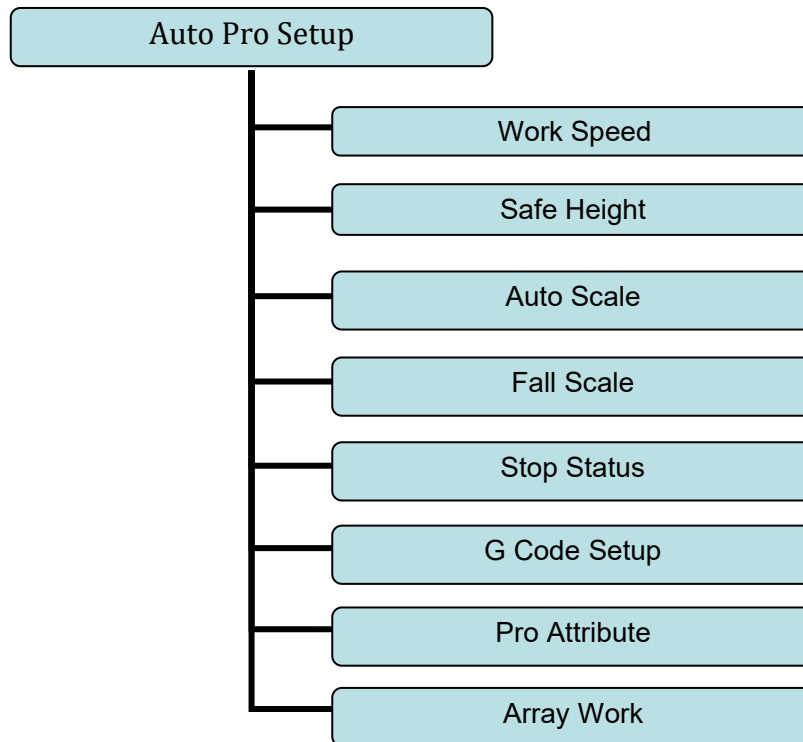 Auto Pro Setup
Work Speed
Safe Height
Auto Scale
Fall Scale
Stop Status
G Code Setup
Pro Attribute
Array Work